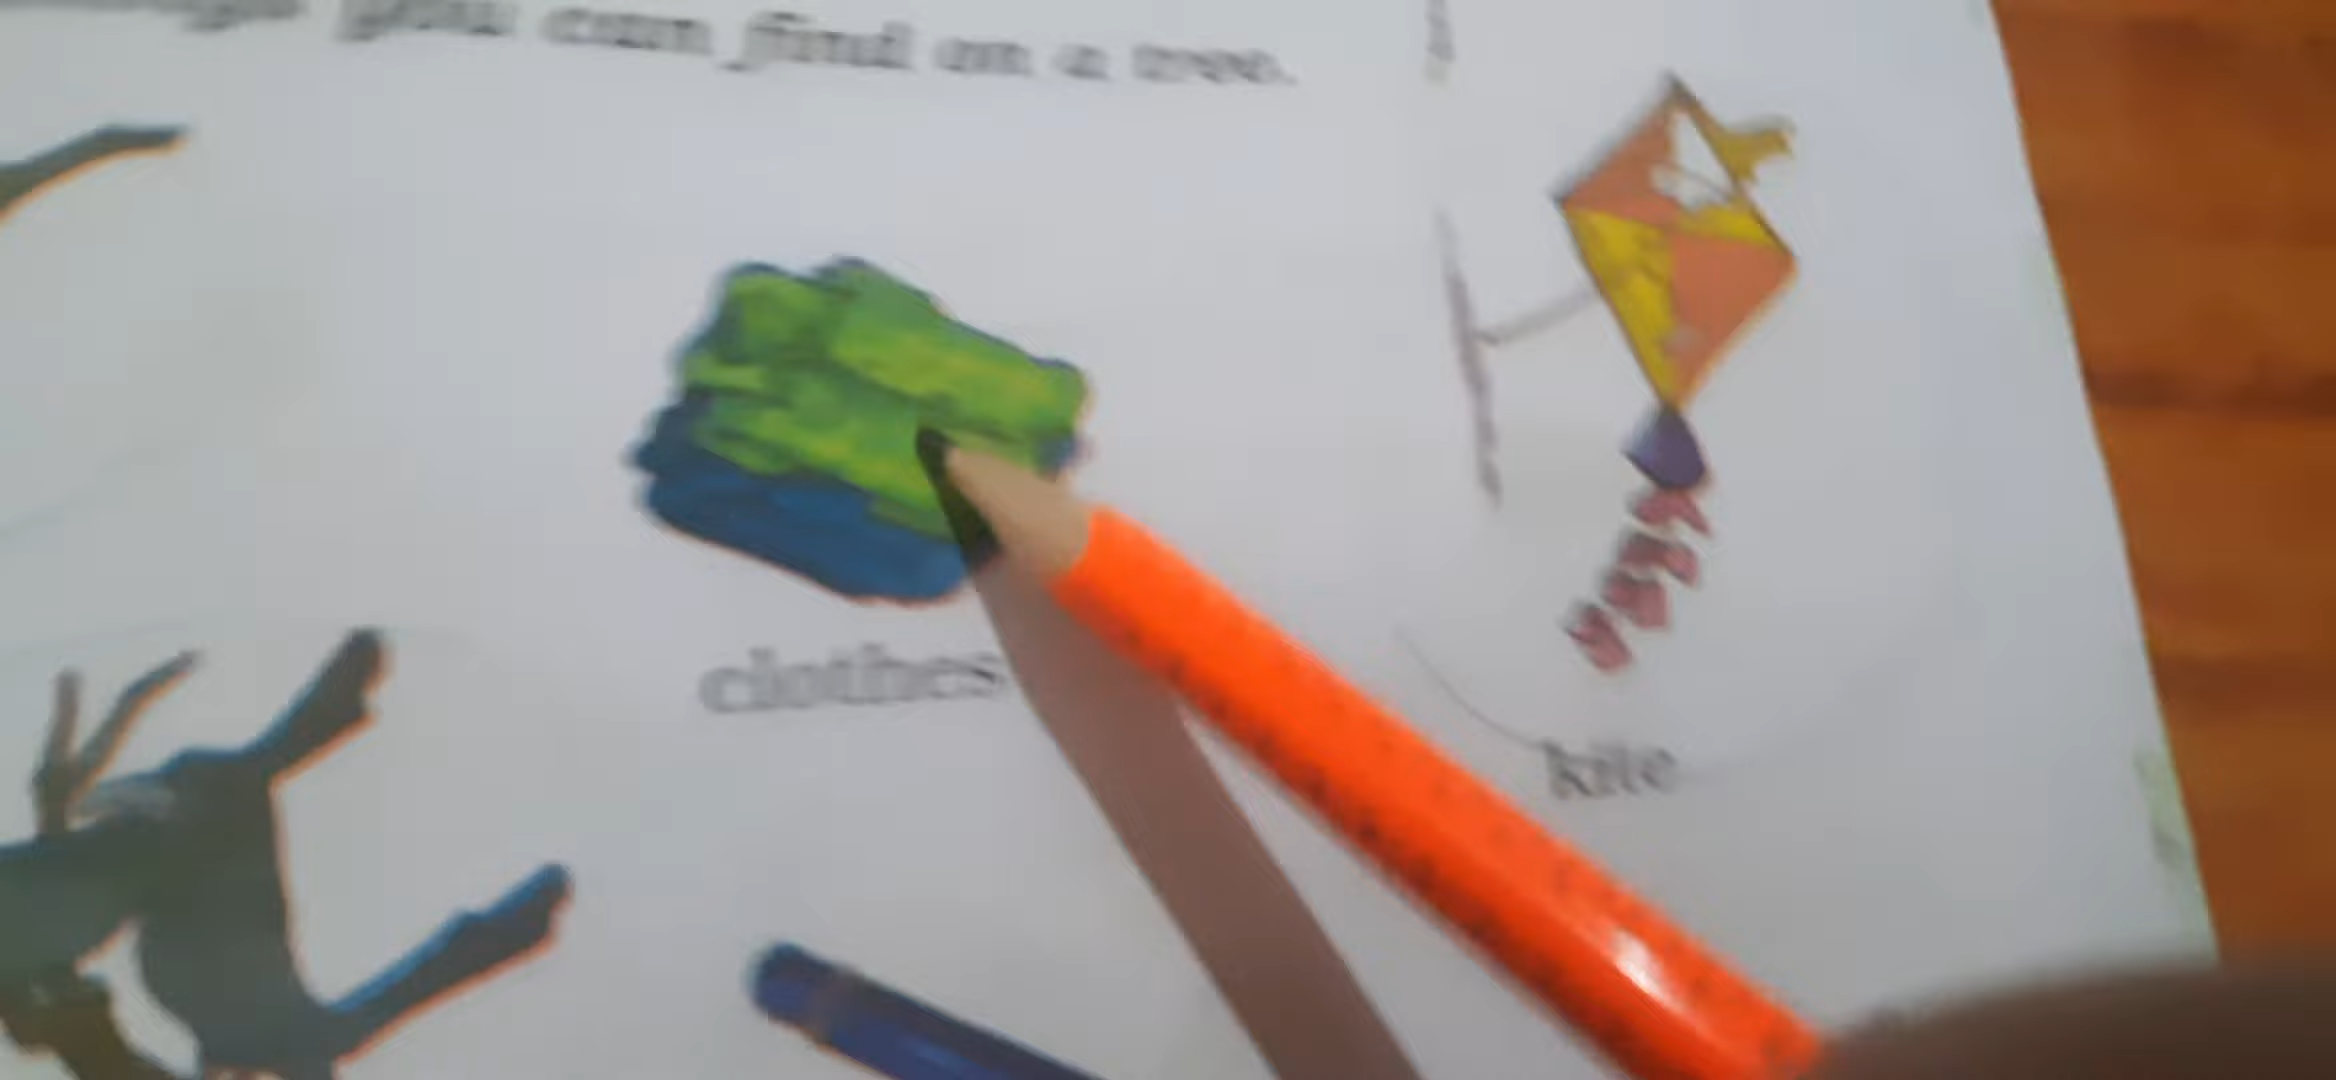 you can find on a tree.
clothes
kite